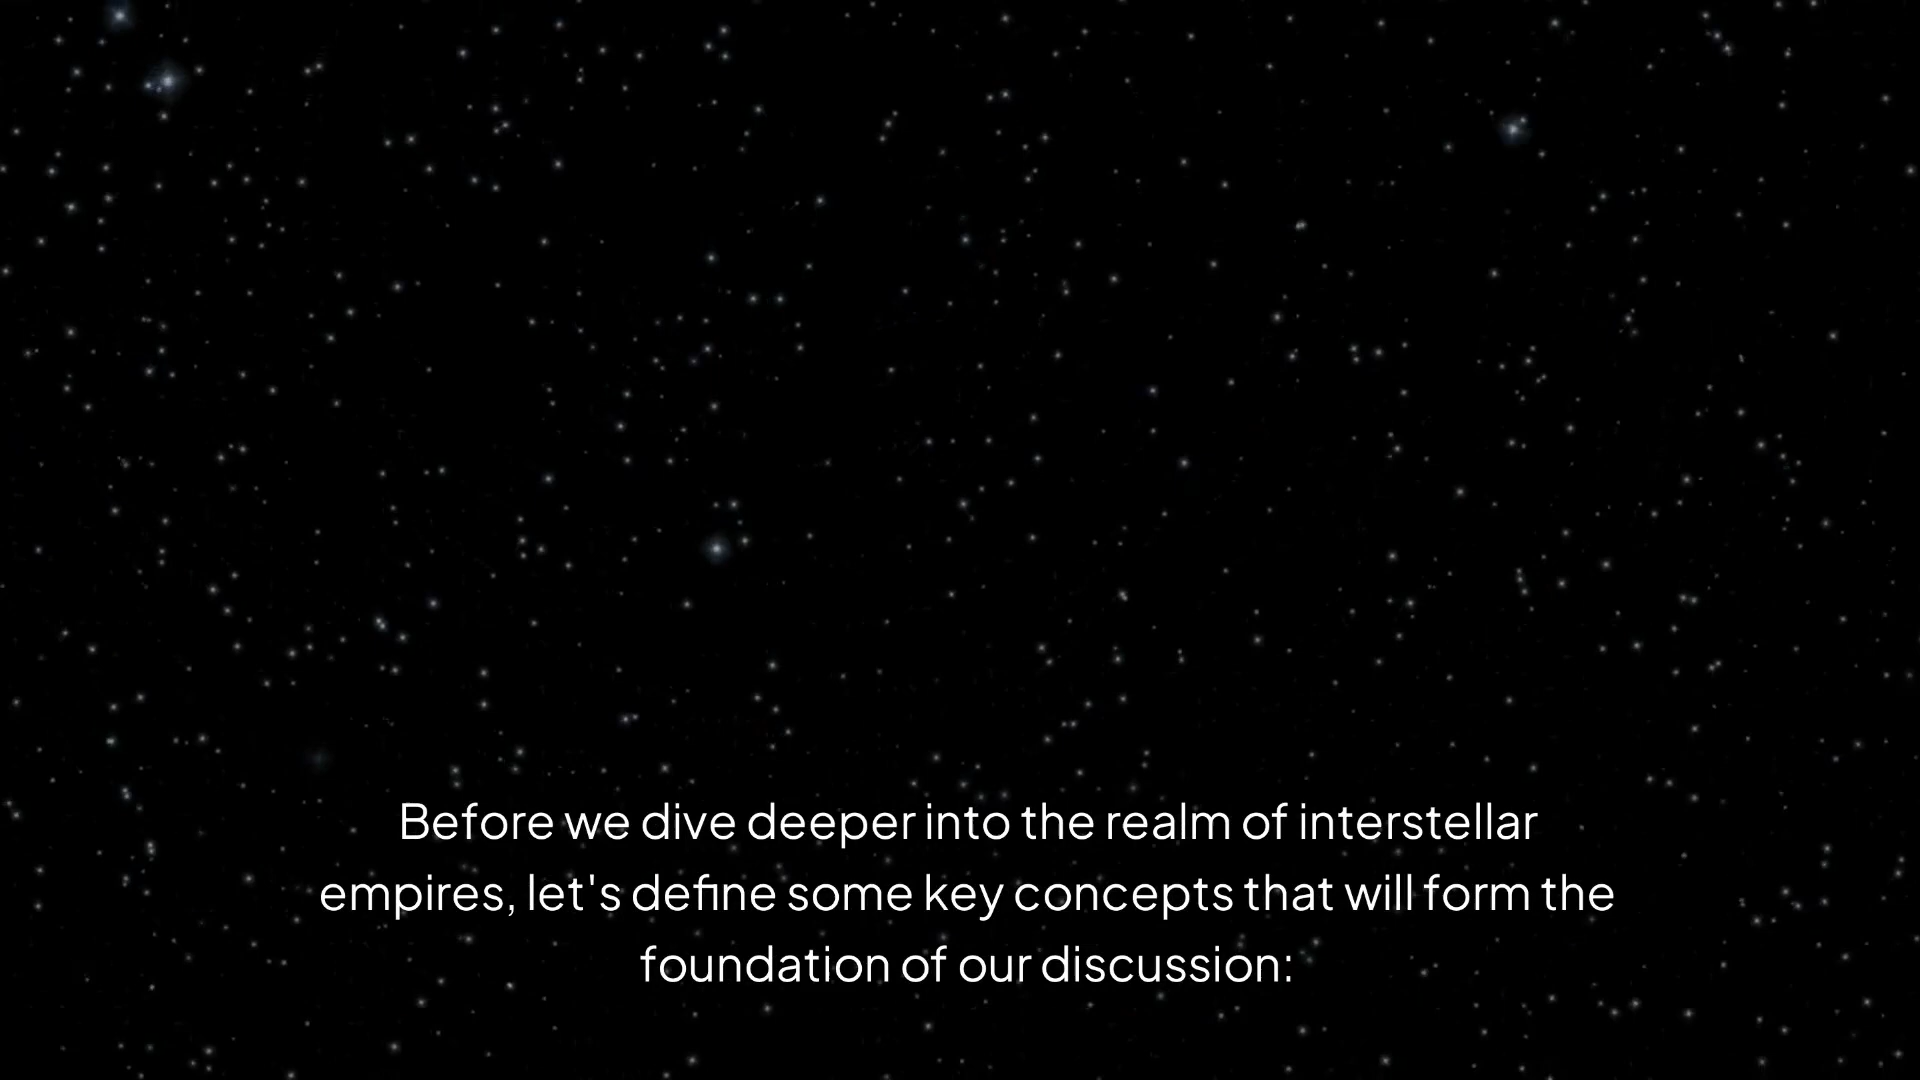 Before we dive deeper into the realm of interstellar
empires, let's define some key concepts that will form the
foundation of our discussion: